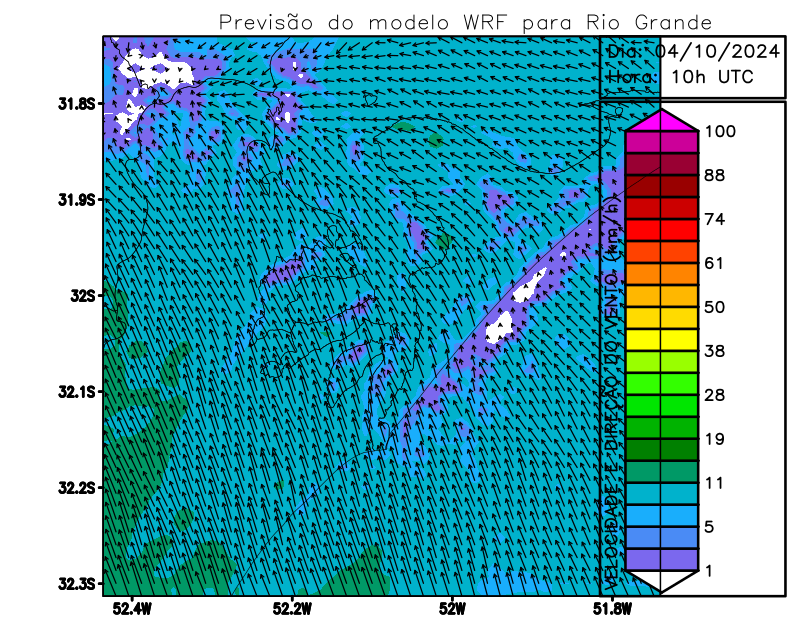 Previsão do modelo WRF para Rio Grande
Dia: 04/10/2024
Hora: 10h UTC
31.8S
31.9S
32S
32.1S
32.2S
32.3S
52.4W
52.2W
52W
51.8W
VELOCIDADE E DIREÇÃO DO VENTO (km/h)
100
88
74
61
50
38
28
19
11
5
1